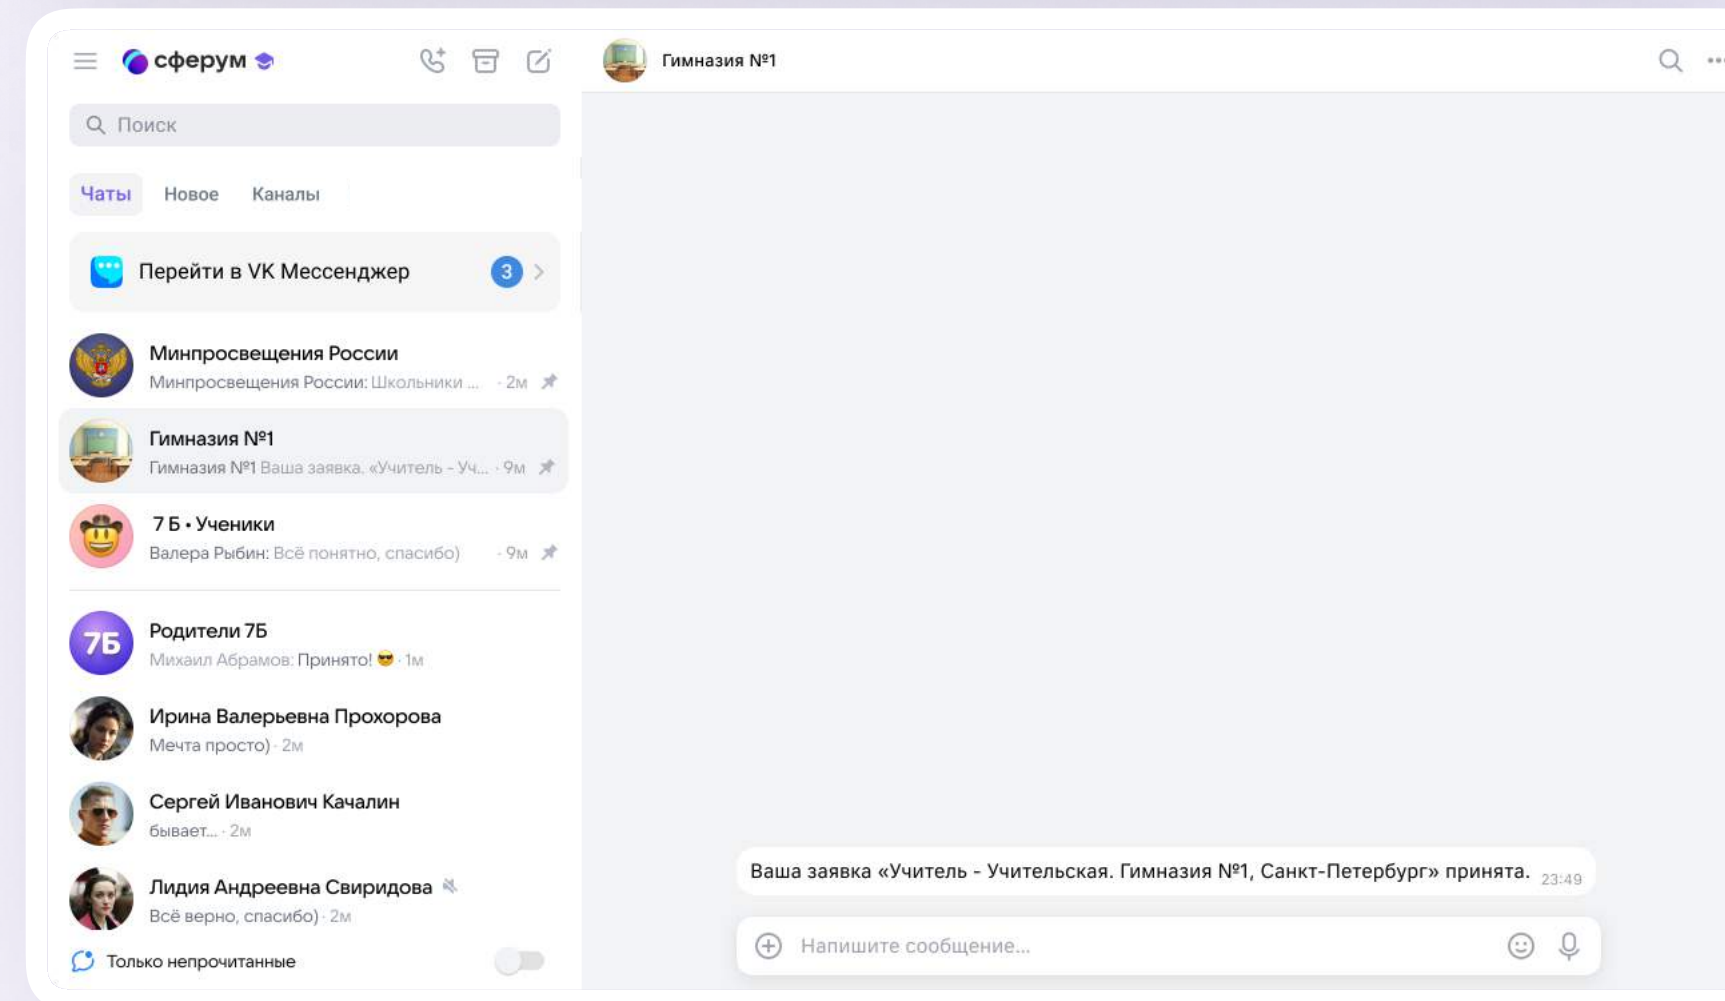 сферум
Гимназия №1
Поиск
Чаты Новое Каналы
Перейти в VK Мессенджер 3
Минпросвещения России
Минпросвещения России: Школьники ... · 2м
Гимназия №1
Гимназия №1 Ваша заявка. «Учитель - Уч... · 9м
7 Б • Ученики
Валера Рыбин: Всё понятно, спасибо) · 9м
7Б
Родители 7Б
Михаил Абрамов: Принято! 😎 · 1м
Ирина Валерьевна Прохорова
Мечта просто) · 2м
Сергей Иванович Качалин
бывает... · 2м
Лидия Андреевна Свиридова
Всё верно, спасибо) · 2м
Только непрочитанные
Ваша заявка «Учитель - Учительская. Гимназия №1, Санкт-Петербург» принята. 23:49
Напишите сообщение...